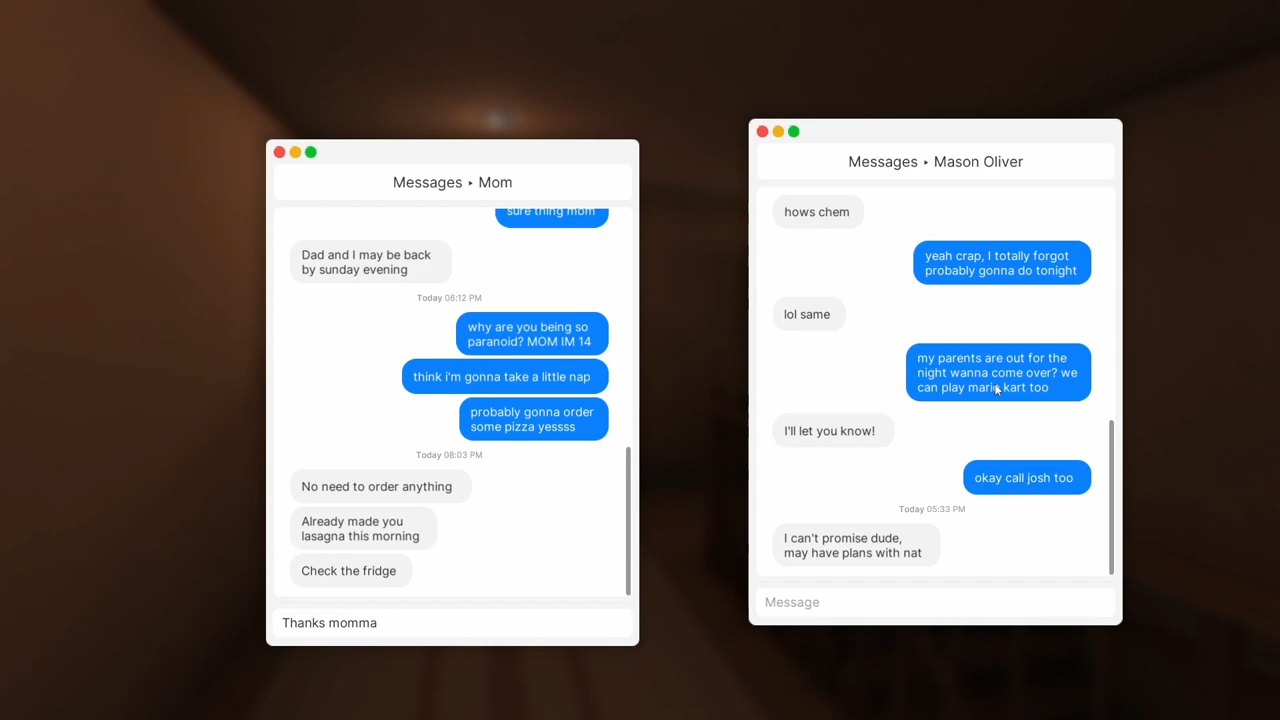 Messages ▸ Mom
sure thing mom
Dad and I may be back
by sunday evening
Today 06:12 PM
why are you being so
paranoid? MOM IM 14
think i'm gonna take a little nap
probably gonna order
some pizza yessss
Today 08:03 PM
No need to order anything
Already made you
lasagna this morning
Check the fridge
Thanks momma
Messages ▸ Mason Oliver
hows chem
yeah crap, I totally forgot
probably gonna do tonight
lol same
my parents are out for the
night wanna come over? we
can play mario kart too
I'll let you know!
okay call josh too
Today 05:33 PM
I can't promise dude,
may have plans with nat
Message